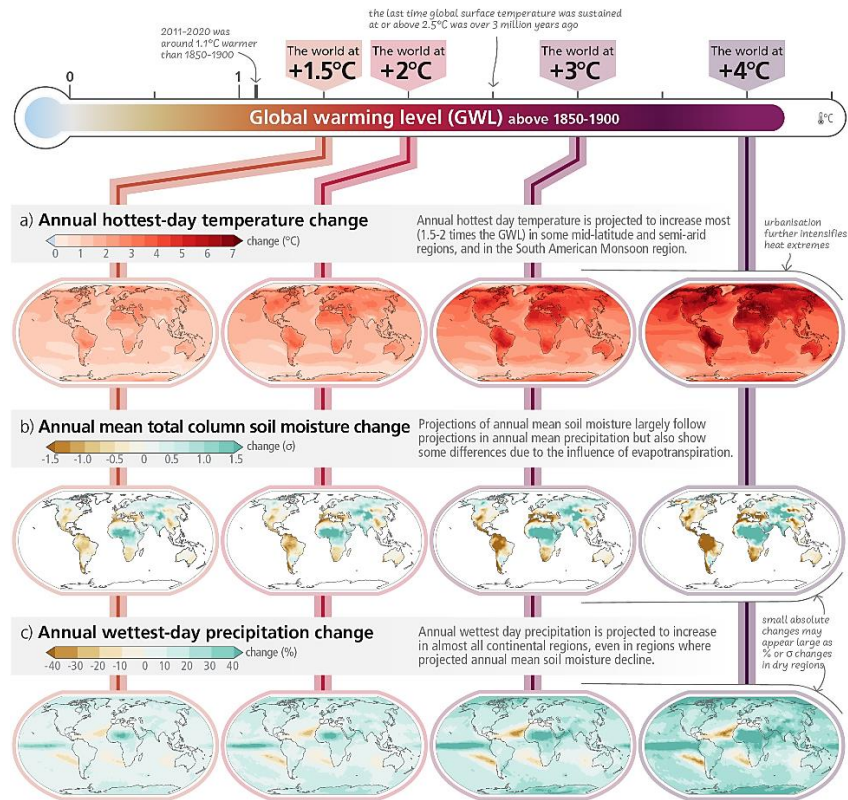 the last time global surface temperature was sustained
at or above 2.5°C was over 3 million years ago
2011-2020 was
around 1.1°C warmer
than 1850-1900
The world at
+1.5°C
The world at
+2°C
The world at
+3°C
The world at
+4°C
0
1
Global warming level (GWL) above 1850-1900
°C
a) Annual hottest-day temperature change
Annual hottest day temperature is projected to increase most
(1.5-2 times the GWL) in some mid-latitude and semi-arid
regions, and in the South American Monsoon region.
urbanisation
further intensifies
heat extremes
change (°C)
0 1 2 3 4 5 6 7
b) Annual mean total column soil moisture change
Projections of annual mean soil moisture largely follow
projections in annual mean precipitation but also show
some differences due to the influence of evapotranspiration.
change (σ)
-1.5 -1.0 -0.5 0 0.5 1.0 1.5
c) Annual wettest-day precipitation change
Annual wettest day precipitation is projected to increase
in almost all continental regions, even in regions where
projected annual mean soil moisture decline.
small absolute
changes may
appear large as
% or σ changes
in dry regions
change (%)
-40 -30 -20 -10 0 10 20 30 40